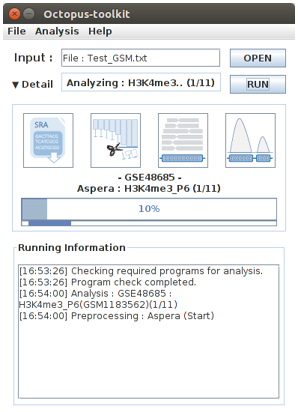 Octopus-toolkit
File Analysis Help
Input : File : Test_GSM.txt OPEN
▼ Detail Analyzing : H3K4me3.. (1/11) RUN
SRA
- GSE48685 -
Aspera : H3K4me3_P6 (1/11)
10%
Running Information
[16:53:26] Checking required programs for analysis.
[16:53:26] Program check completed.
[16:54:00] Analysis : GSE48685 :
H3K4me3_P6(GSM1183562)(1/11)
[16:54:00] Preprocessing : Aspera (Start)